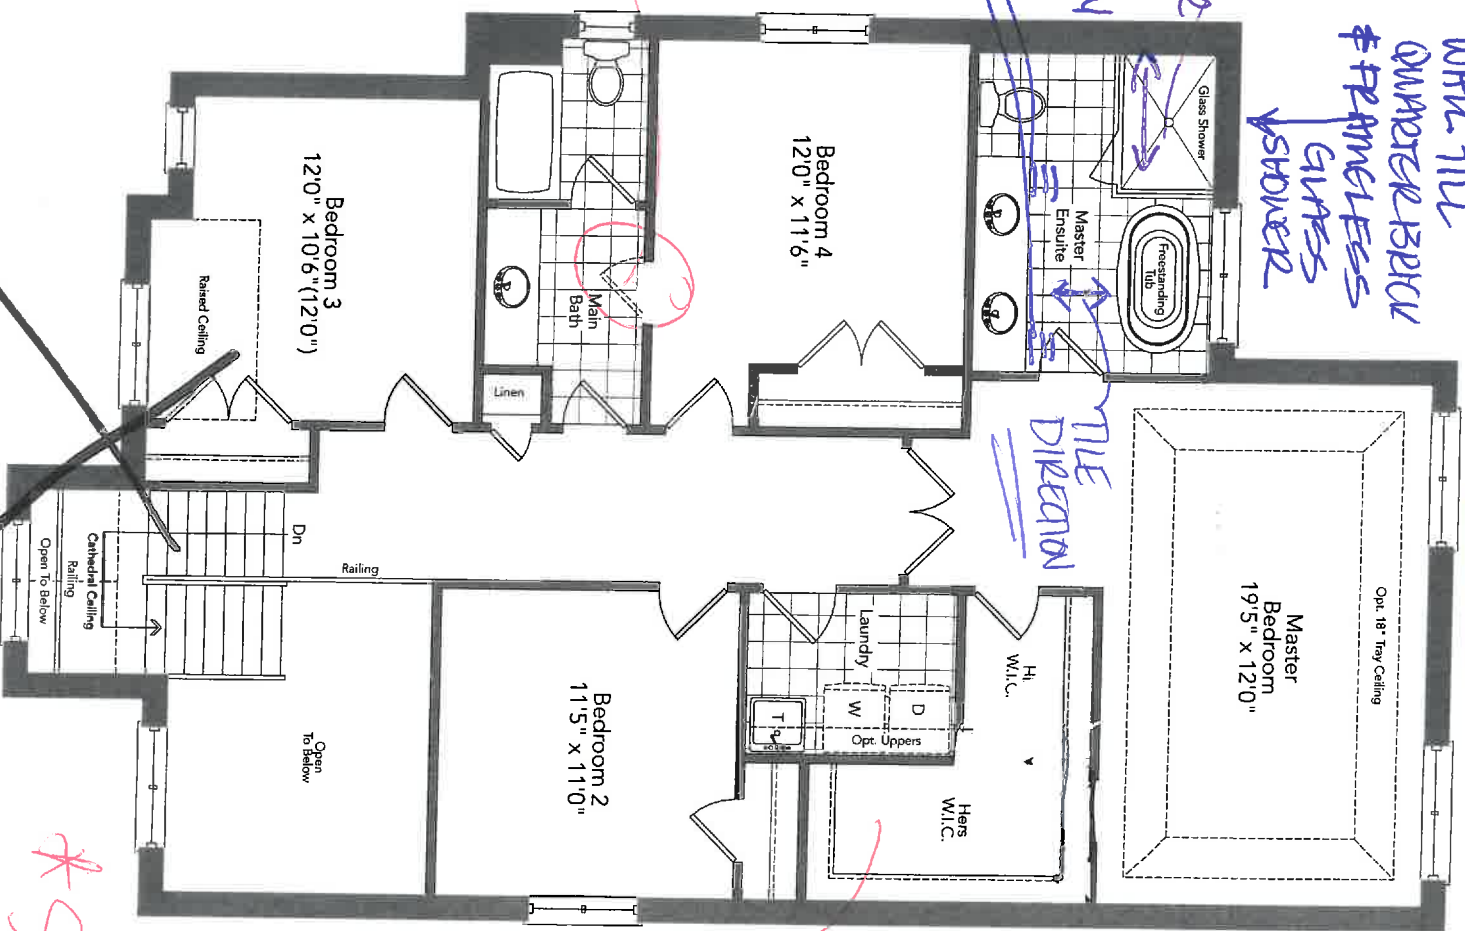 WALL TILL
QUARTER BRICK
& FRAMELESS
GLASS
SHOWER
TILE
DIRECTION
Glass Shower
Freestanding
Tub
Master
Ensuite
Opt. 18" Tray Ceiling
Master
Bedroom
19'5" x 12'0"
Bedroom 4
12'0" x 11'6"
Main
Bath
Linen
Bedroom 3
12'0" x 10'6"(12'0")
Raised Ceiling
Hi
W.I.C.
Hers
W.I.C.
Laundry
W
D
T
Opt. Uppers
Bedroom 2
11'5" x 11'0"
Dn
Railing
Cathedral Ceiling
Railing
Open To Below
Open
To Below